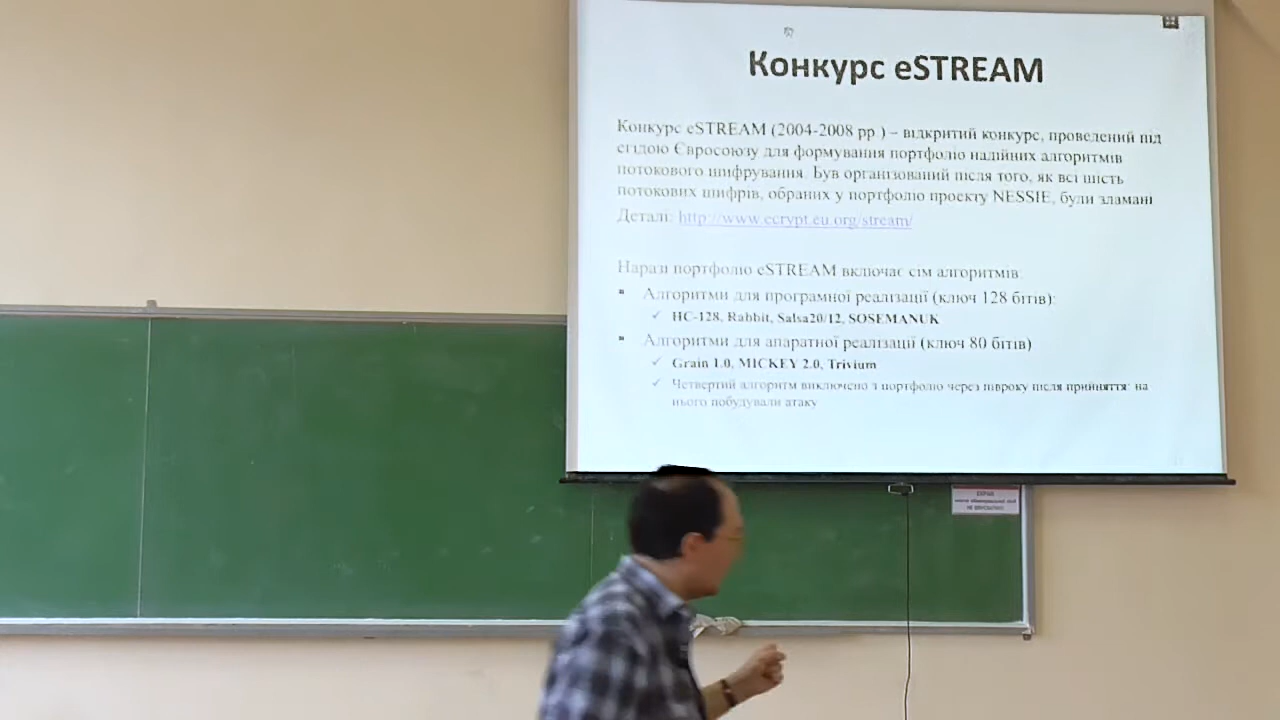 Конкурс eSTREAM
Конкурс eSTREAM (2004-2008 рр.) – відкритий конкурс, проведений під
егідою Євросоюзу для формування портфоліо надійних алгоритмів
потокового шифрування. Був організований після того, як всі шість
потокових шифрів, обраних у портфоліо проекту NESSIE, були зламані
Деталі: http://www.ecrypt.eu.org/stream/
Наразі портфоліо eSTREAM включає сім алгоритмів:
▪ Алгоритми для програмної реалізації (ключ 128 бітів):
✓ HC-128, Rabbit, Salsa20/12, SOSEMANUK
▪ Алгоритми для апаратної реалізації (ключ 80 бітів)
✓ Grain 1.0, MICKEY 2.0, Trivium
✓ Четвертий алгоритм виключено з портфоліо через півроку після прийняття: на
нього побудували атаку